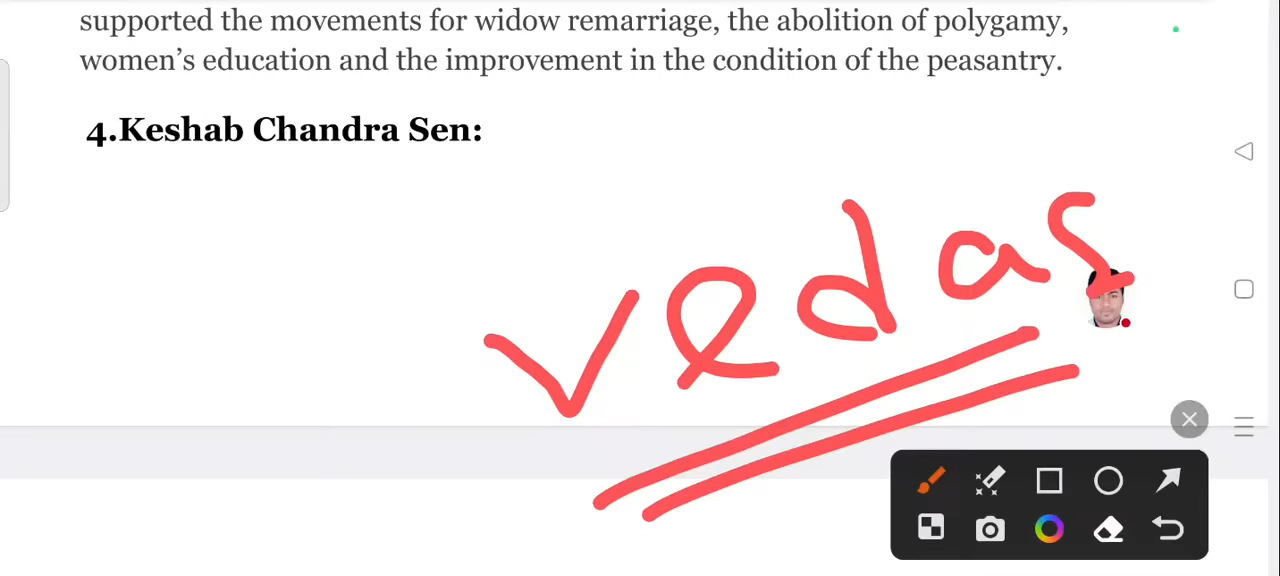 supported the movements for widow remarriage, the abolition of polygamy,
women’s education and the improvement in the condition of the peasantry.
4.Keshab Chandra Sen:
vedas